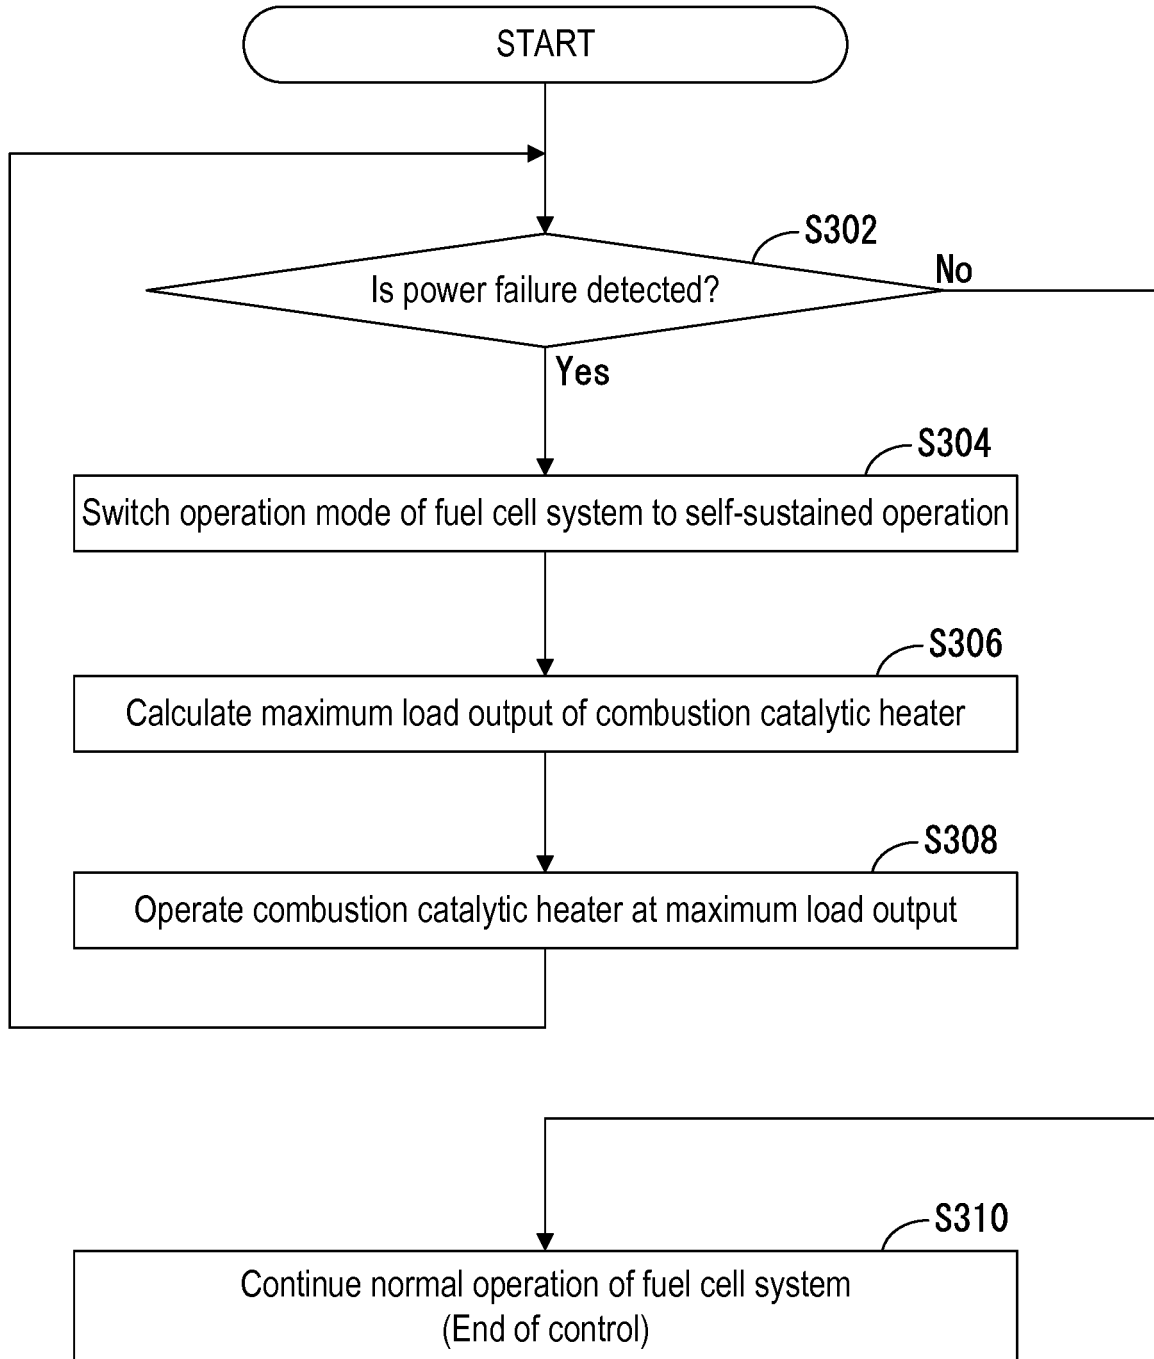 START
S302
Is power failure detected?
No
Yes
S304
Switch operation mode of fuel cell system to self-sustained operation
S306
Calculate maximum load output of combustion catalytic heater
S308
Operate combustion catalytic heater at maximum load output
S310
Continue normal operation of fuel cell system
(End of control)